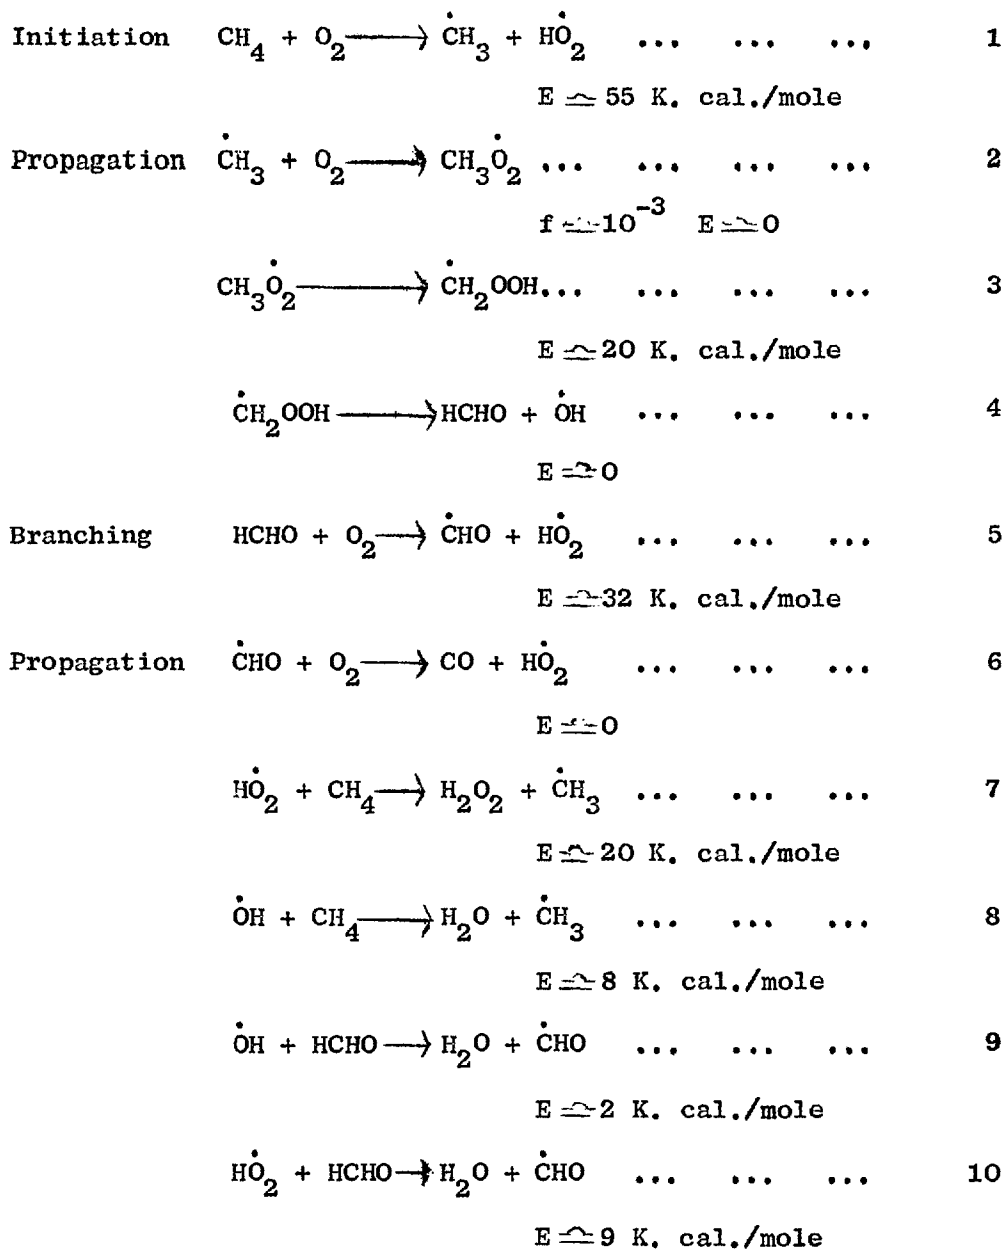 Initiation CH₄ + O₂ ⟶ ĊH₃ + HȮ₂ ... ... ... 1
E ≃ 55 K. cal./mole
Propagation ĊH₃ + O₂ ⟶ CH₃Ȯ₂ ... ... ... ... 2
f ≃ 10⁻³ E ≃ 0
CH₃Ȯ₂ ⟶ ĊH₂OOH... ... ... ... 3
E ≃ 20 K. cal./mole
ĊH₂OOH ⟶ HCHO + ȮH ... ... ... 4
E ≃ 0
Branching HCHO + O₂ ⟶ ĊHO + HȮ₂ ... ... ... 5
E ≃ 32 K. cal./mole
Propagation ĊHO + O₂ ⟶ CO + HȮ₂ ... ... ... 6
E ≃ 0
HȮ₂ + CH₄ ⟶ H₂O₂ + ĊH₃ ... ... ... 7
E ≃ 20 K. cal./mole
ȮH + CH₄ ⟶ H₂O + ĊH₃ ... ... ... 8
E ≃ 8 K. cal./mole
ȮH + HCHO ⟶ H₂O + ĊHO ... ... ... 9
E ≃ 2 K. cal./mole
HȮ₂ + HCHO ⟶ H₂O + ĊHO ... ... ... 10
E ≃ 9 K. cal./mole